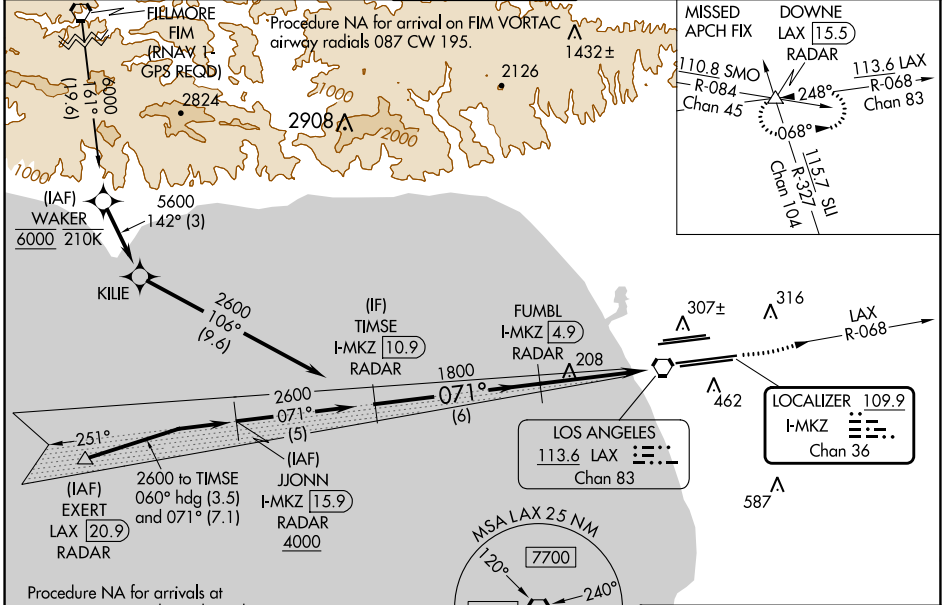 FILLMORE
FIM
(RNAV 1-
GPS REQD)
Procedure NA for arrival on FIM VORTAC
airway radials 087 CW 195.
1432±
2126
2824
2908
1000
2000
1000
6000
161°
(19.6)
MISSED
APCH FIX
DOWNE
LAX 15.5
RADAR
110.8 SMO
R-084
Chan 45
113.6 LAX
R-068
Chan 83
248°
068°
115.7 SLI
R-327
Chan 104
(IAF)
WAKER
6000 210K
5600
142° (3)
KILIE
2600
106°
(9.6)
(IF)
TIMSE
I-MKZ 10.9
RADAR
FUMBL
I-MKZ 4.9
RADAR
208
307±
316
LAX
R-068
462
587
1800
071°
(6)
2600
071°
(5)
251°
(IAF)
EXERT
LAX 20.9
RADAR
2600 to TIMSE
060° hdg (3.5)
and 071° (7.1)
(IAF)
JJONN
I-MKZ 15.9
RADAR
4000
LOS ANGELES
113.6 LAX
Chan 83
LOCALIZER 109.9
I-MKZ
Chan 36
MSA LAX 25 NM
7700
120°
240°
Procedure NA for arrivals at